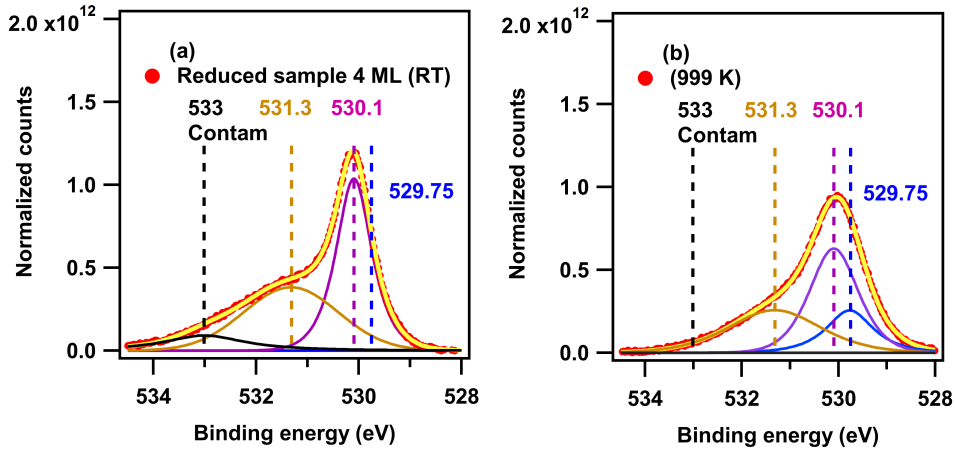 2.0 x10¹²
(a)
Reduced sample 4 ML (RT)
533
Contam
531.3
530.1
529.75
1.5
1.0
0.5
0.0
Normalized counts
534
532
530
528
Binding energy (eV)
2.0 x10¹²
(b)
(999 K)
533
Contam
531.3
530.1
529.75
1.5
1.0
0.5
0.0
Normalized counts
534
532
530
528
Binding energy (eV)